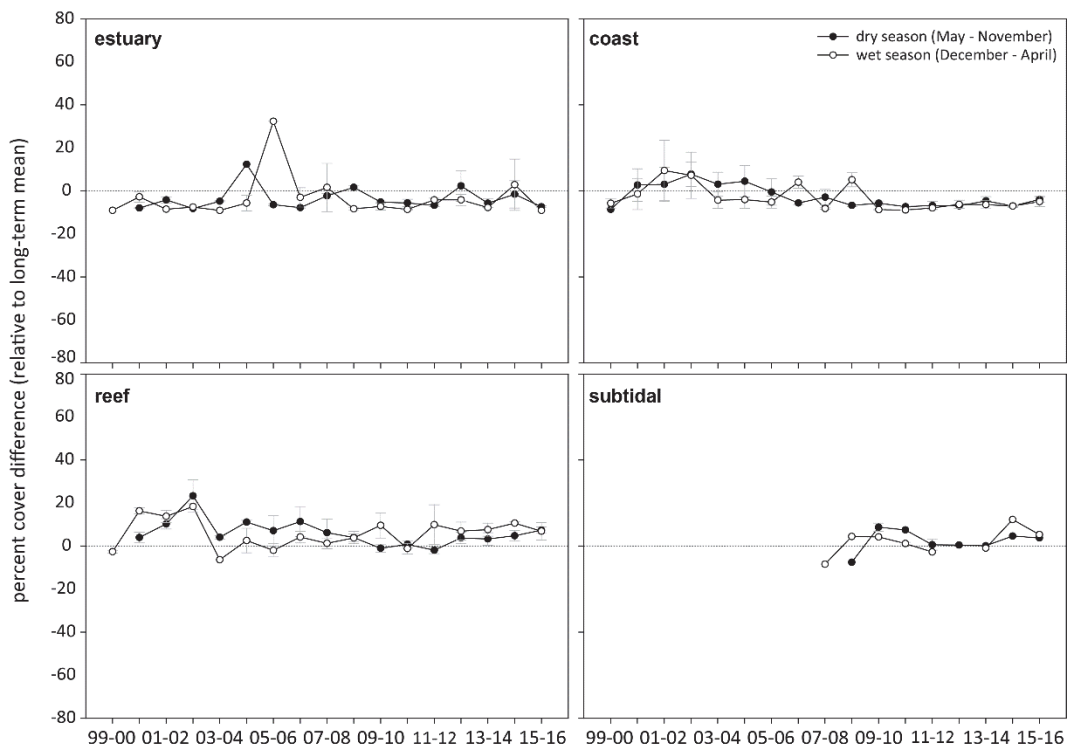 percent cover difference (relative to long-term mean)
estuary
80
60
40
20
0
-20
-40
-60
-80
coast
dry season (May - November)
wet season (December - April)
reef
80
60
40
20
0
-20
-40
-60
-80
subtidal
99-00 01-02 03-04 05-06 07-08 09-10 11-12 13-14 15-16
99-00 01-02 03-04 05-06 07-08 09-10 11-12 13-14 15-16